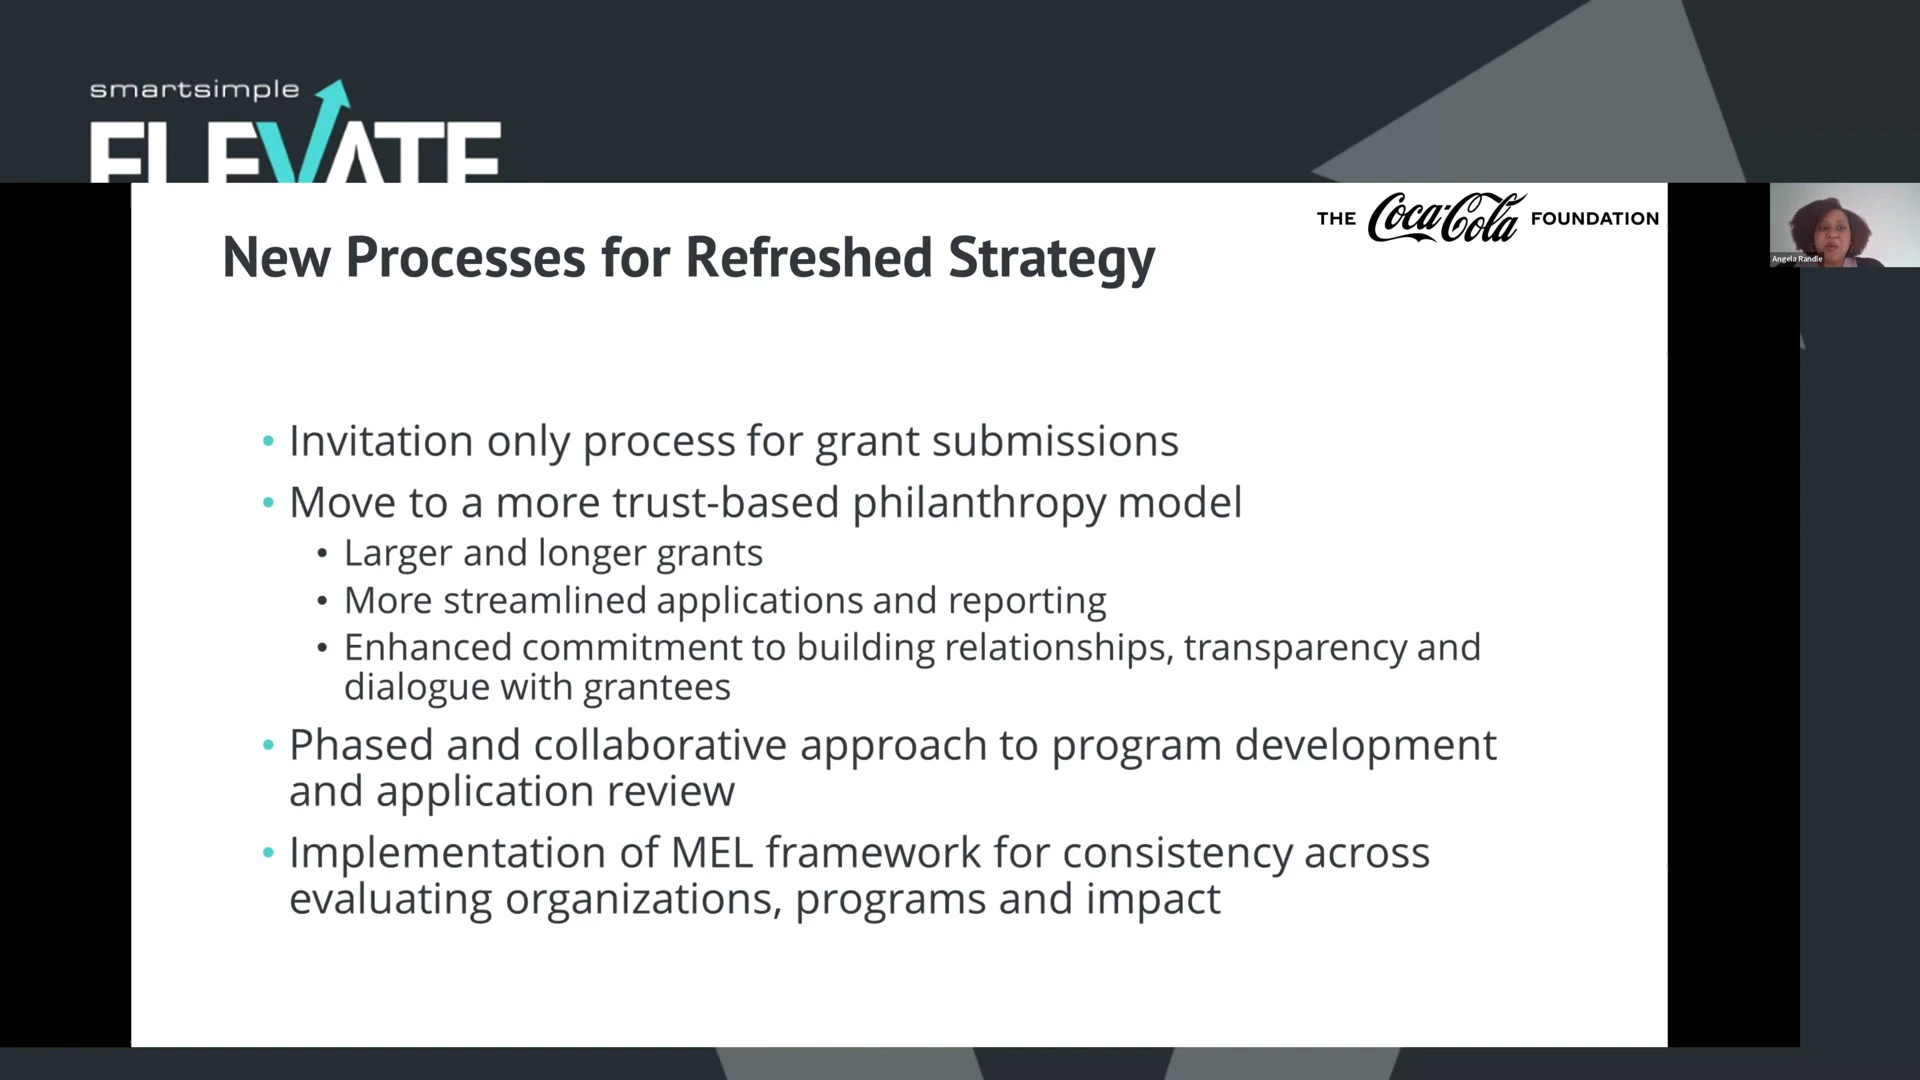 smartsimple
ELEVATE
THE Coca-Cola FOUNDATION
New Processes for Refreshed Strategy
Angela Randle
• Invitation only process for grant submissions
• Move to a more trust-based philanthropy model
• Larger and longer grants
• More streamlined applications and reporting
• Enhanced commitment to building relationships, transparency and
dialogue with grantees
• Phased and collaborative approach to program development
and application review
• Implementation of MEL framework for consistency across
evaluating organizations, programs and impact